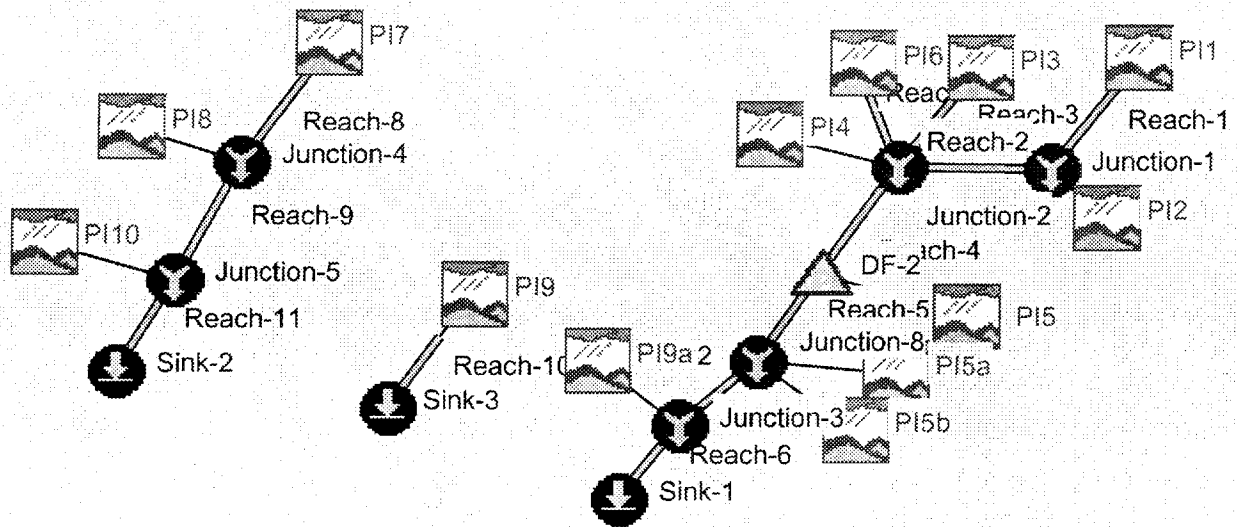 PI7
PI8
Reach-8
Junction-4
Reach-9
PI10
Junction-5
Reach-11
Sink-2
PI9
Reach-10
Sink-3
PI6
PI3
PI1
Reach-3
Reach-1
PI4
Reach-2
Junction-1
PI2
Junction-2
DF-2
Reach-5
PI5
Junction-8
PI9a
PI5a
Junction-3
PI5b
Reach-6
Sink-1